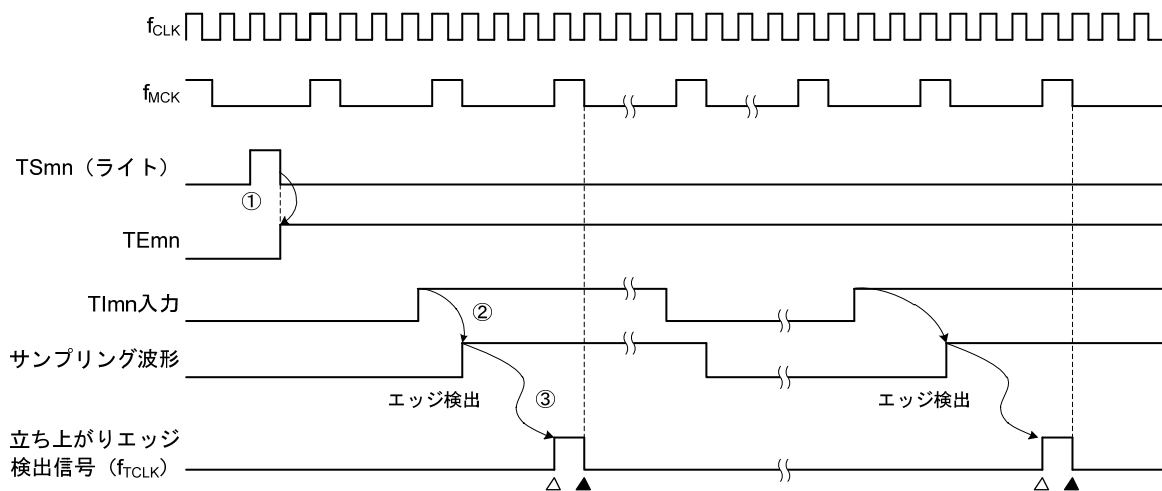 fCLK
fMCK
TSmn（ライト）
①
TEmn
TImn入力
②
サンプリング波形
エッジ検出
③
エッジ検出
立ち上がりエッジ
検出信号（fTCLK）